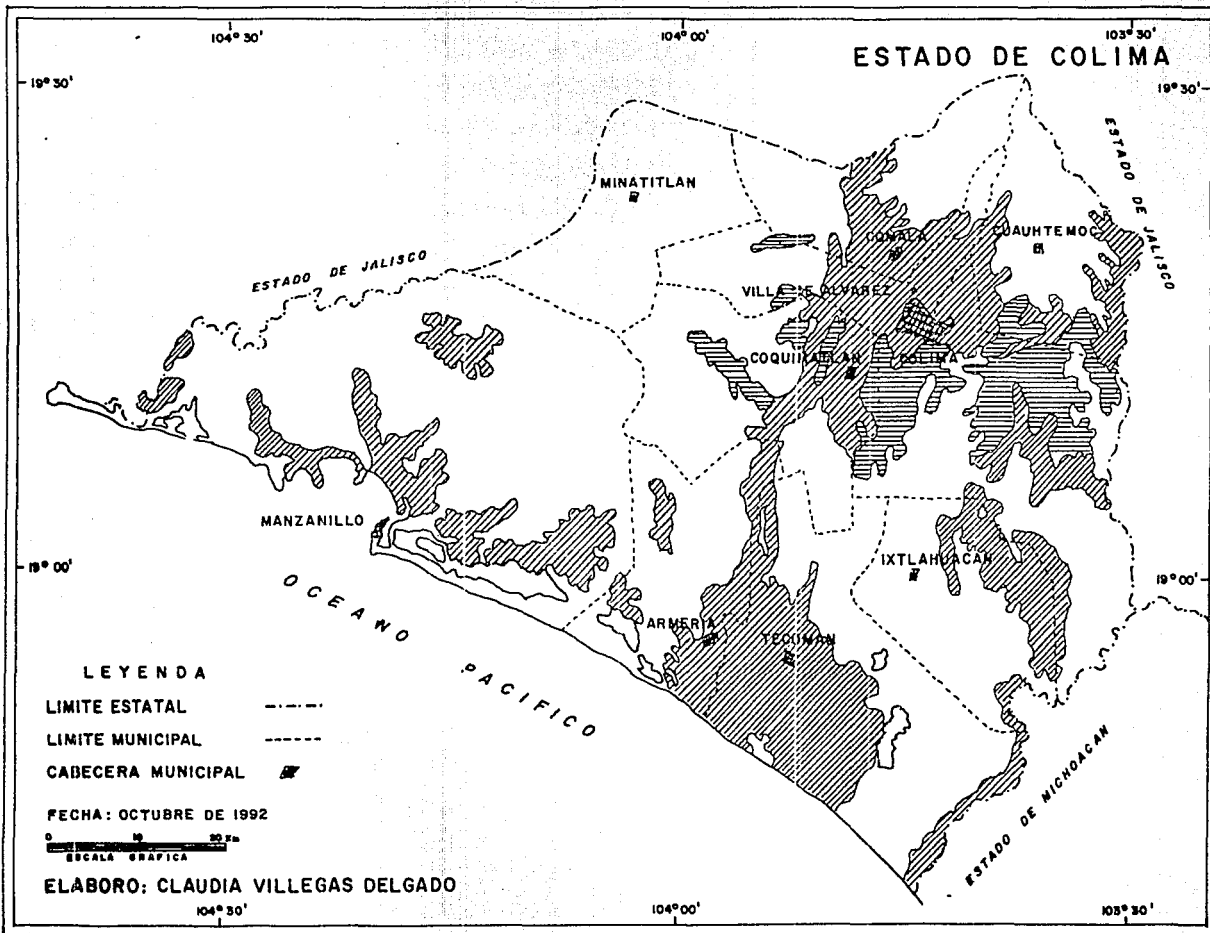 104° 30'
104° 00'
103° 30'
ESTADO DE COLIMA
19° 30'
19° 30'
ESTADO DE JALISCO
MINATITLAN
COMALA
CUAUHTEMOC
ESTADO DE JALISCO
VILLA DE ALVAREZ
COQUIMATLAN
COLIMA
MANZANILLO
IXTLAHUACAN
19° 00'
19° 00'
OCEANO PACIFICO
ARMERIA
TECOMAN
LEYENDA
LIMITE ESTATAL
LIMITE MUNICIPAL
CABECERA MUNICIPAL
FECHA: OCTUBRE DE 1992
0 10 20 Km
ESCALA GRAFICA
ESTADO DE MICHOACAN
ELABORO: CLAUDIA VILLEGAS DELGADO
104° 30'
104° 00'
103° 30'